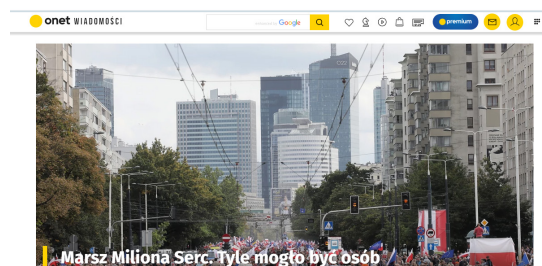 onet WIADOMOŚCI
Google
premium
Marsz Miliona Serc. Tyle mogło być osób